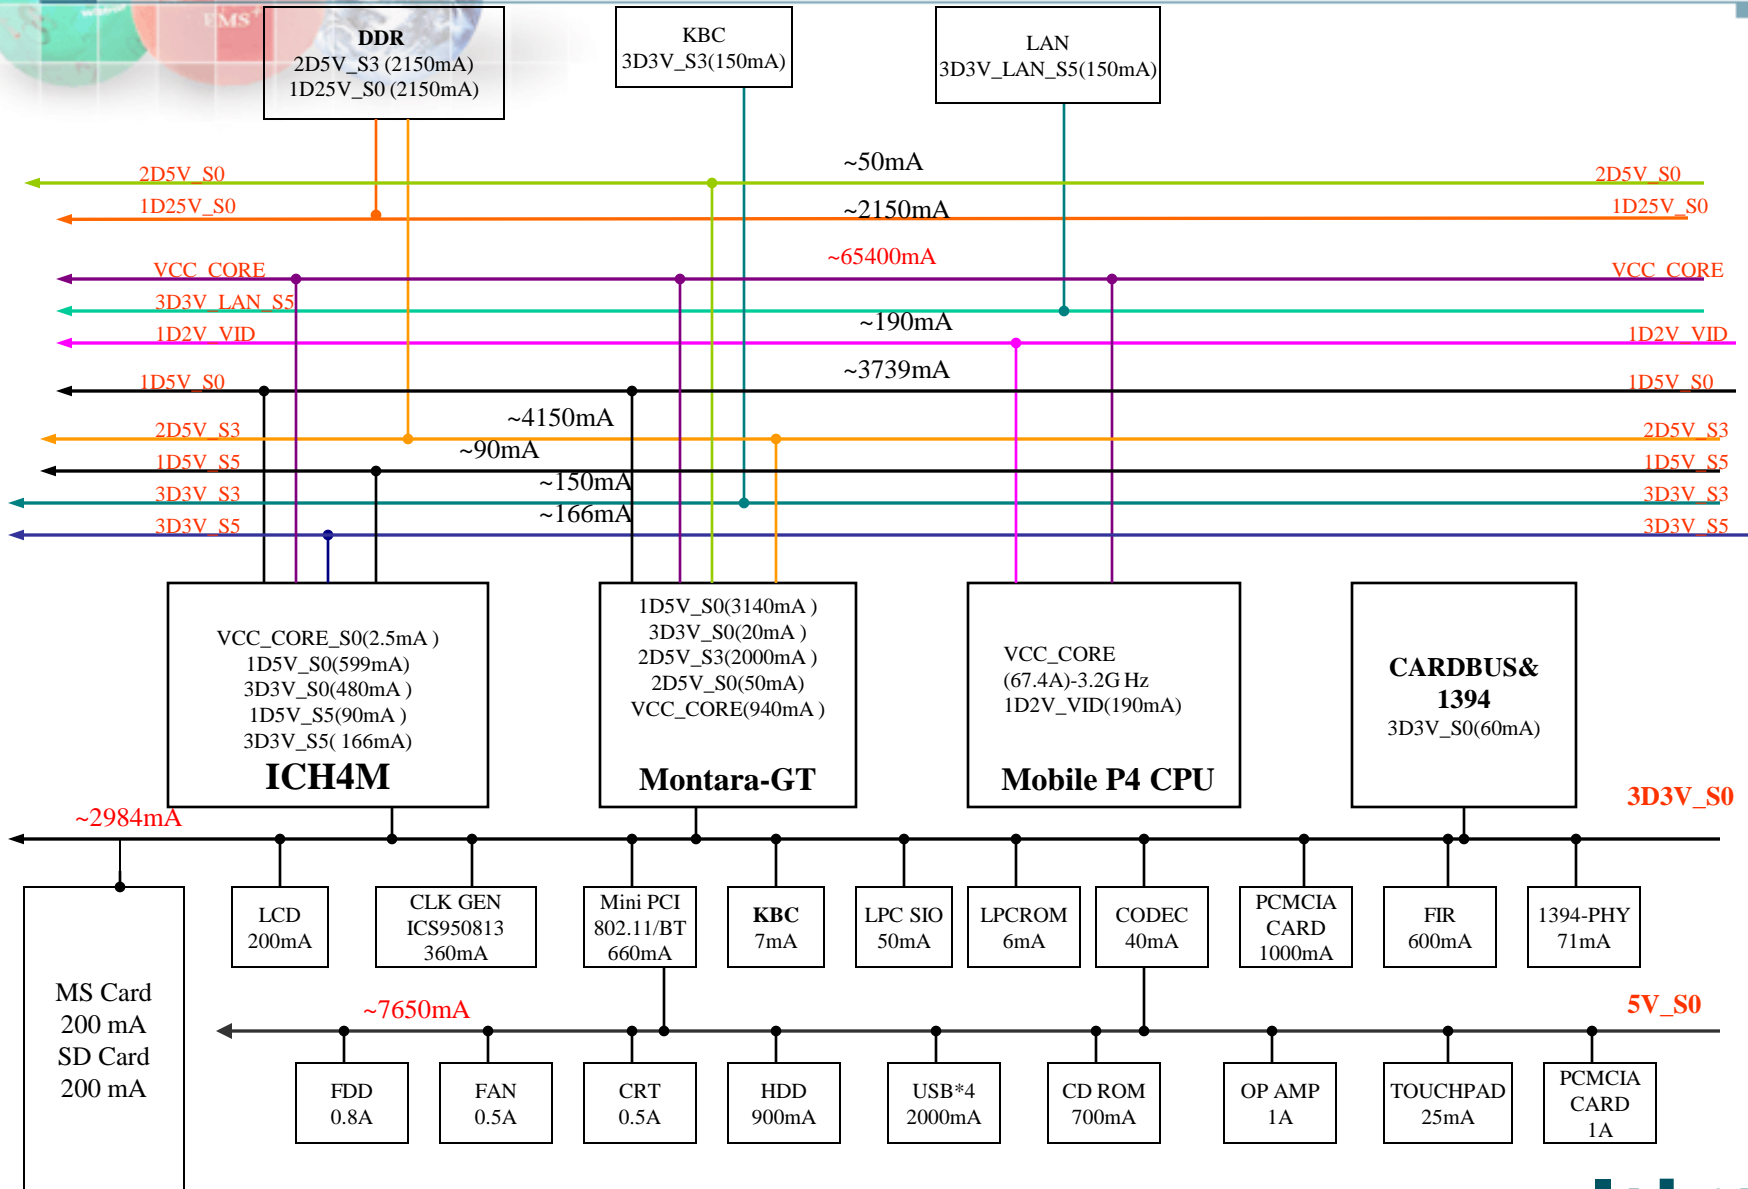 wistron
EMS+
DDR
2D5V_S3 (2150mA)
1D25V_S0 (2150mA)
KBC
3D3V_S3(150mA)
LAN
3D3V_LAN_S5(150mA)
2D5V_S0
~50mA
2D5V_S0
1D25V_S0
~2150mA
1D25V_S0
VCC_CORE
~65400mA
VCC_CORE
3D3V_LAN_S5
1D2V_VID
~190mA
1D2V_VID
1D5V_S0
~3739mA
1D5V_S0
2D5V_S3
~4150mA
2D5V_S3
1D5V_S5
~90mA
1D5V_S5
3D3V_S3
~150mA
3D3V_S3
3D3V_S5
~166mA
3D3V_S5
VCC_CORE_S0(2.5mA )
1D5V_S0(599mA)
3D3V_S0(480mA )
1D5V_S5(90mA )
3D3V_S5( 166mA)
ICH4M
1D5V_S0(3140mA )
3D3V_S0(20mA )
2D5V_S3(2000mA )
2D5V_S0(50mA)
VCC_CORE(940mA )
Montara-GT
VCC_CORE
(67.4A)-3.2G Hz
1D2V_VID(190mA)
Mobile P4 CPU
CARDBUS&
1394
3D3V_S0(60mA)
3D3V_S0
~2984mA
MS Card
200 mA
SD Card
200 mA
LCD
200mA
CLK GEN
ICS950813
360mA
Mini PCI
802.11/BT
660mA
KBC
7mA
LPC SIO
50mA
LPCROM
6mA
CODEC
40mA
PCMCIA
CARD
1000mA
FIR
600mA
1394-PHY
71mA
~7650mA
5V_S0
FDD
0.8A
FAN
0.5A
CRT
0.5A
HDD
900mA
USB*4
2000mA
CD ROM
700mA
OP AMP
1A
TOUCHPAD
25mA
PCMCIA
CARD
1A